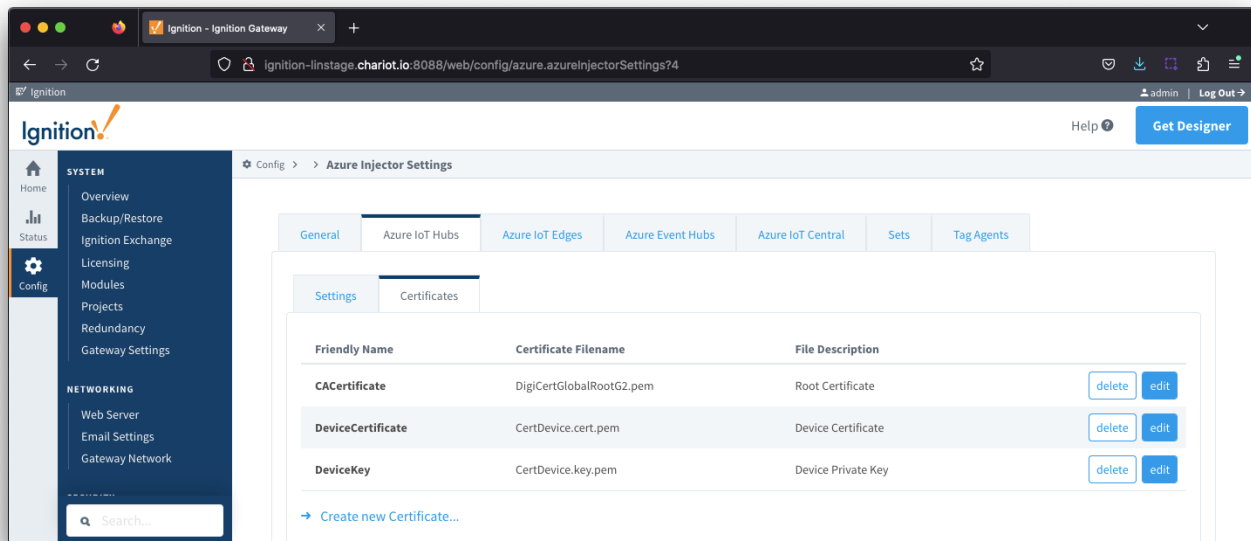 Ignition - Ignition Gateway
ignition-linstage.chariot.io:8088/web/config/azure.azureInjectorSettings?4
Ignition
admin | Log Out
Ignition!
Help
Get Designer
Home
Status
Config
SYSTEM
Overview
Backup/Restore
Ignition Exchange
Licensing
Modules
Projects
Redundancy
Gateway Settings
NETWORKING
Web Server
Email Settings
Gateway Network
SECURITY
Search...
Config > > Azure Injector Settings
General Azure IoT Hubs Azure IoT Edges Azure Event Hubs Azure IoT Central Sets Tag Agents
Settings Certificates
Friendly Name Certificate Filename File Description
CACertificate DigiCertGlobalRootG2.pem Root Certificate delete edit
DeviceCertificate CertDevice.cert.pem Device Certificate delete edit
DeviceKey CertDevice.key.pem Device Private Key delete edit
→ Create new Certificate...